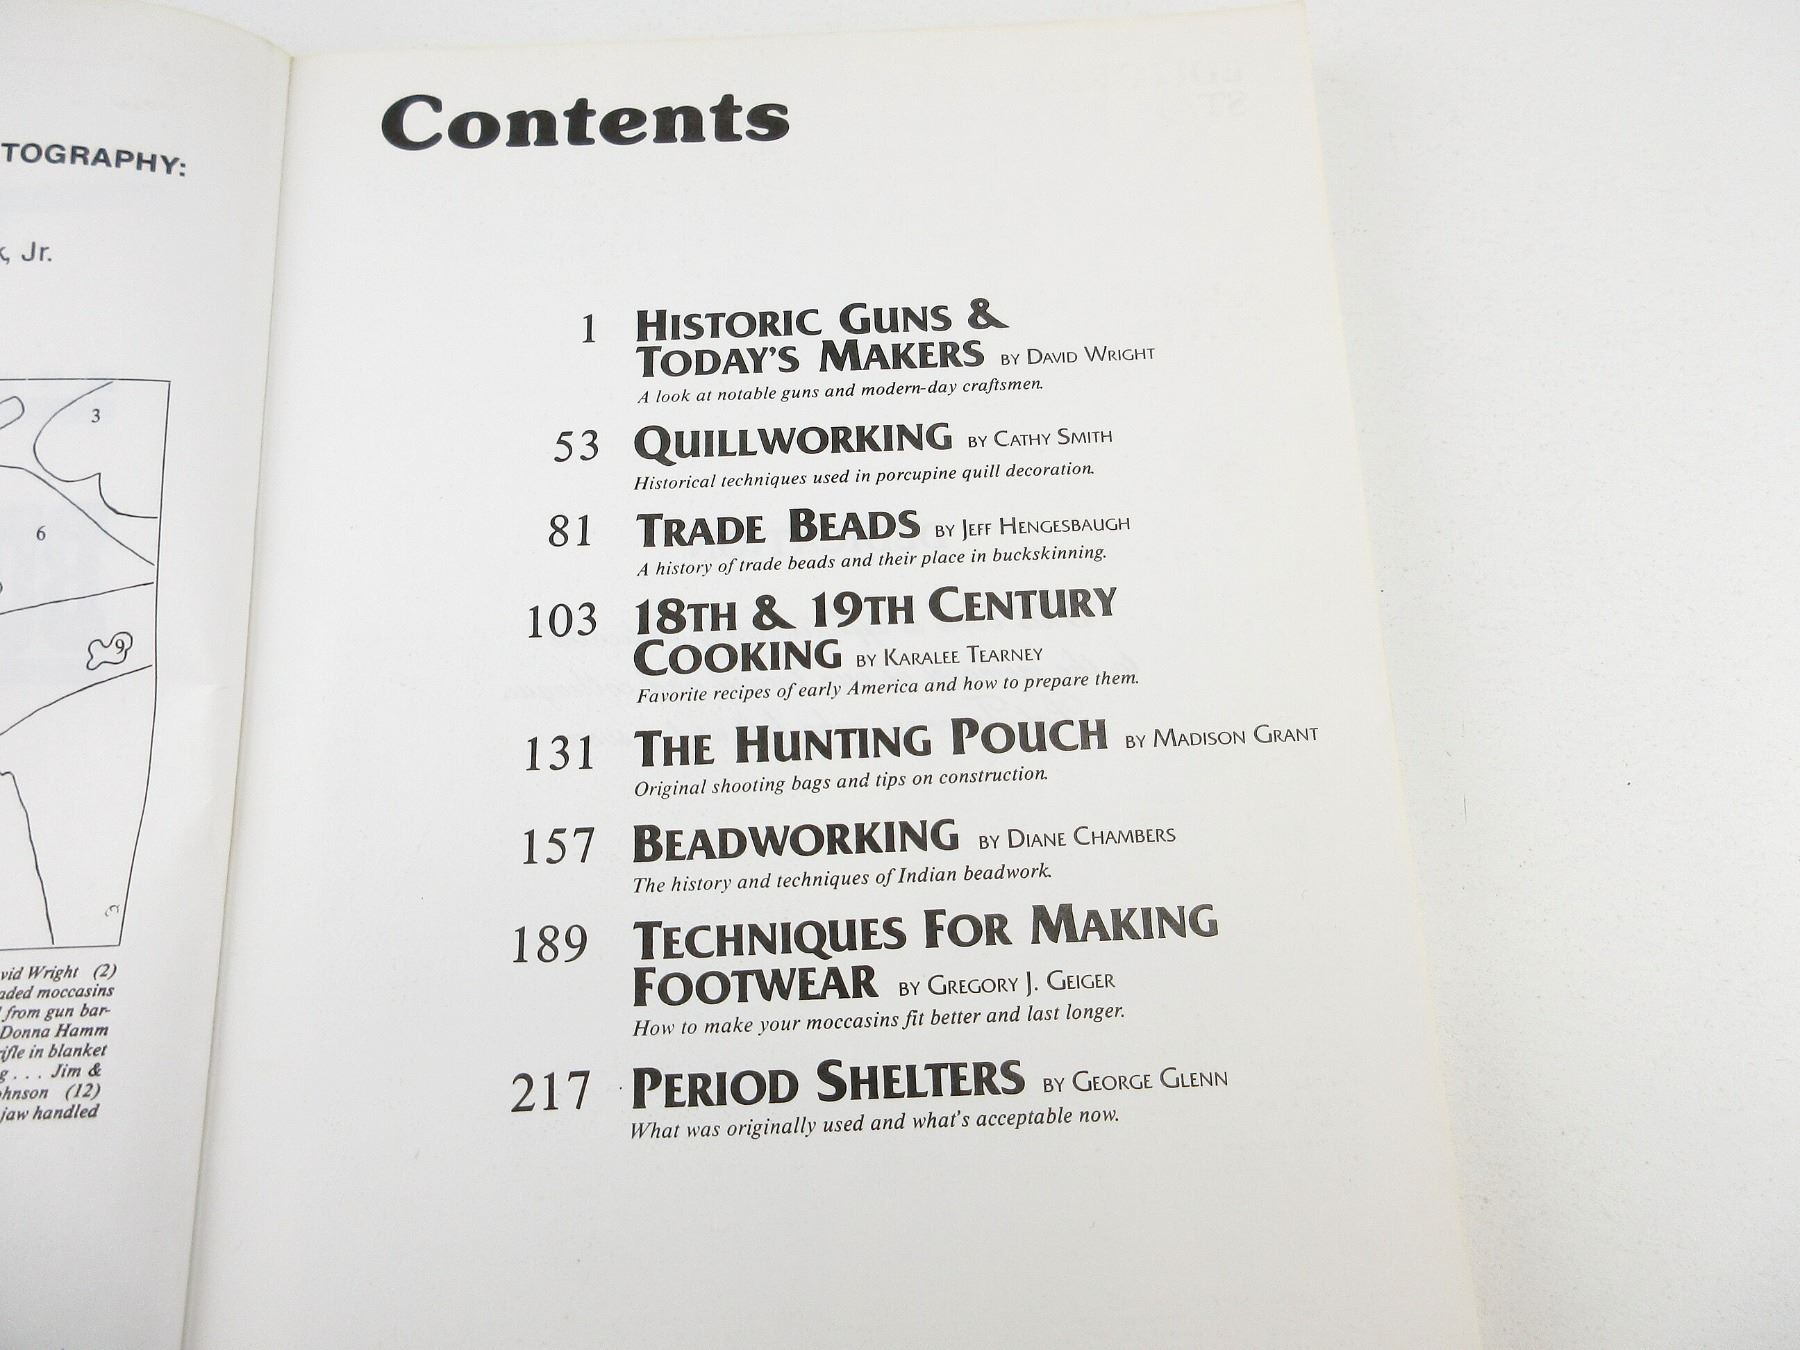 TOGRAPHY:
, Jr.
3
6
9
vid Wright (2)
aded moccasins
from gun bar-
Donna Hamm
ifle in blanket
g . . . Jim &
ohnson (12)
jaw handled
Contents
1 HISTORIC GUNS &
TODAY'S MAKERS BY DAVID WRIGHT
A look at notable guns and modern-day craftsmen.
53 QUILLWORKING BY CATHY SMITH
Historical techniques used in porcupine quill decoration.
81 TRADE BEADS BY JEFF HENGESBAUGH
A history of trade beads and their place in buckskinning.
103 18TH & 19TH CENTURY
COOKING BY KARALEE TEARNEY
Favorite recipes of early America and how to prepare them.
131 THE HUNTING POUCH BY MADISON GRANT
Original shooting bags and tips on construction.
157 BEADWORKING BY DIANE CHAMBERS
The history and techniques of Indian beadwork.
189 TECHNIQUES FOR MAKING
FOOTWEAR BY GREGORY J. GEIGER
How to make your moccasins fit better and last longer.
217 PERIOD SHELTERS BY GEORGE GLENN
What was originally used and what's acceptable now.